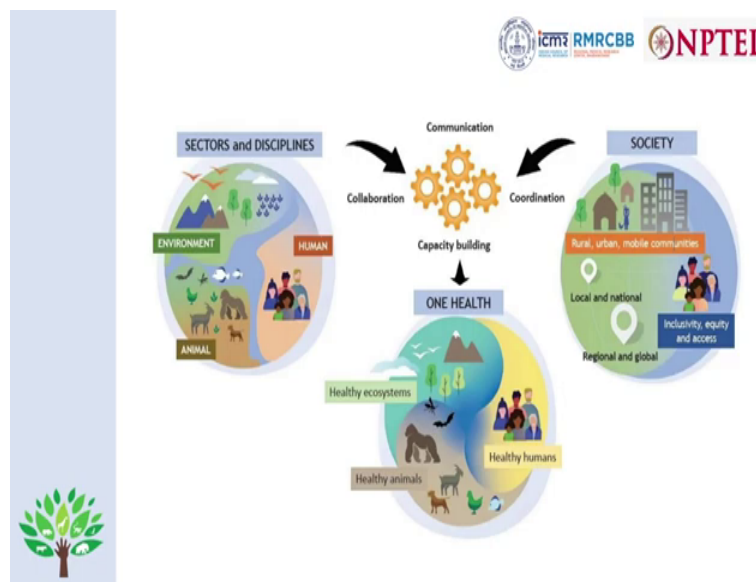 icmr RMRCBB
NPTEL
Communication
SECTORS and DISCIPLINES
SOCIETY
Collaboration
Coordination
ENVIRONMENT
HUMAN
Rural, urban, mobile communities
Capacity building
Local and national
ONE HEALTH
Inclusivity, equity
and access
ANIMAL
Regional and global
Healthy ecosystems
Healthy humans
Healthy animals